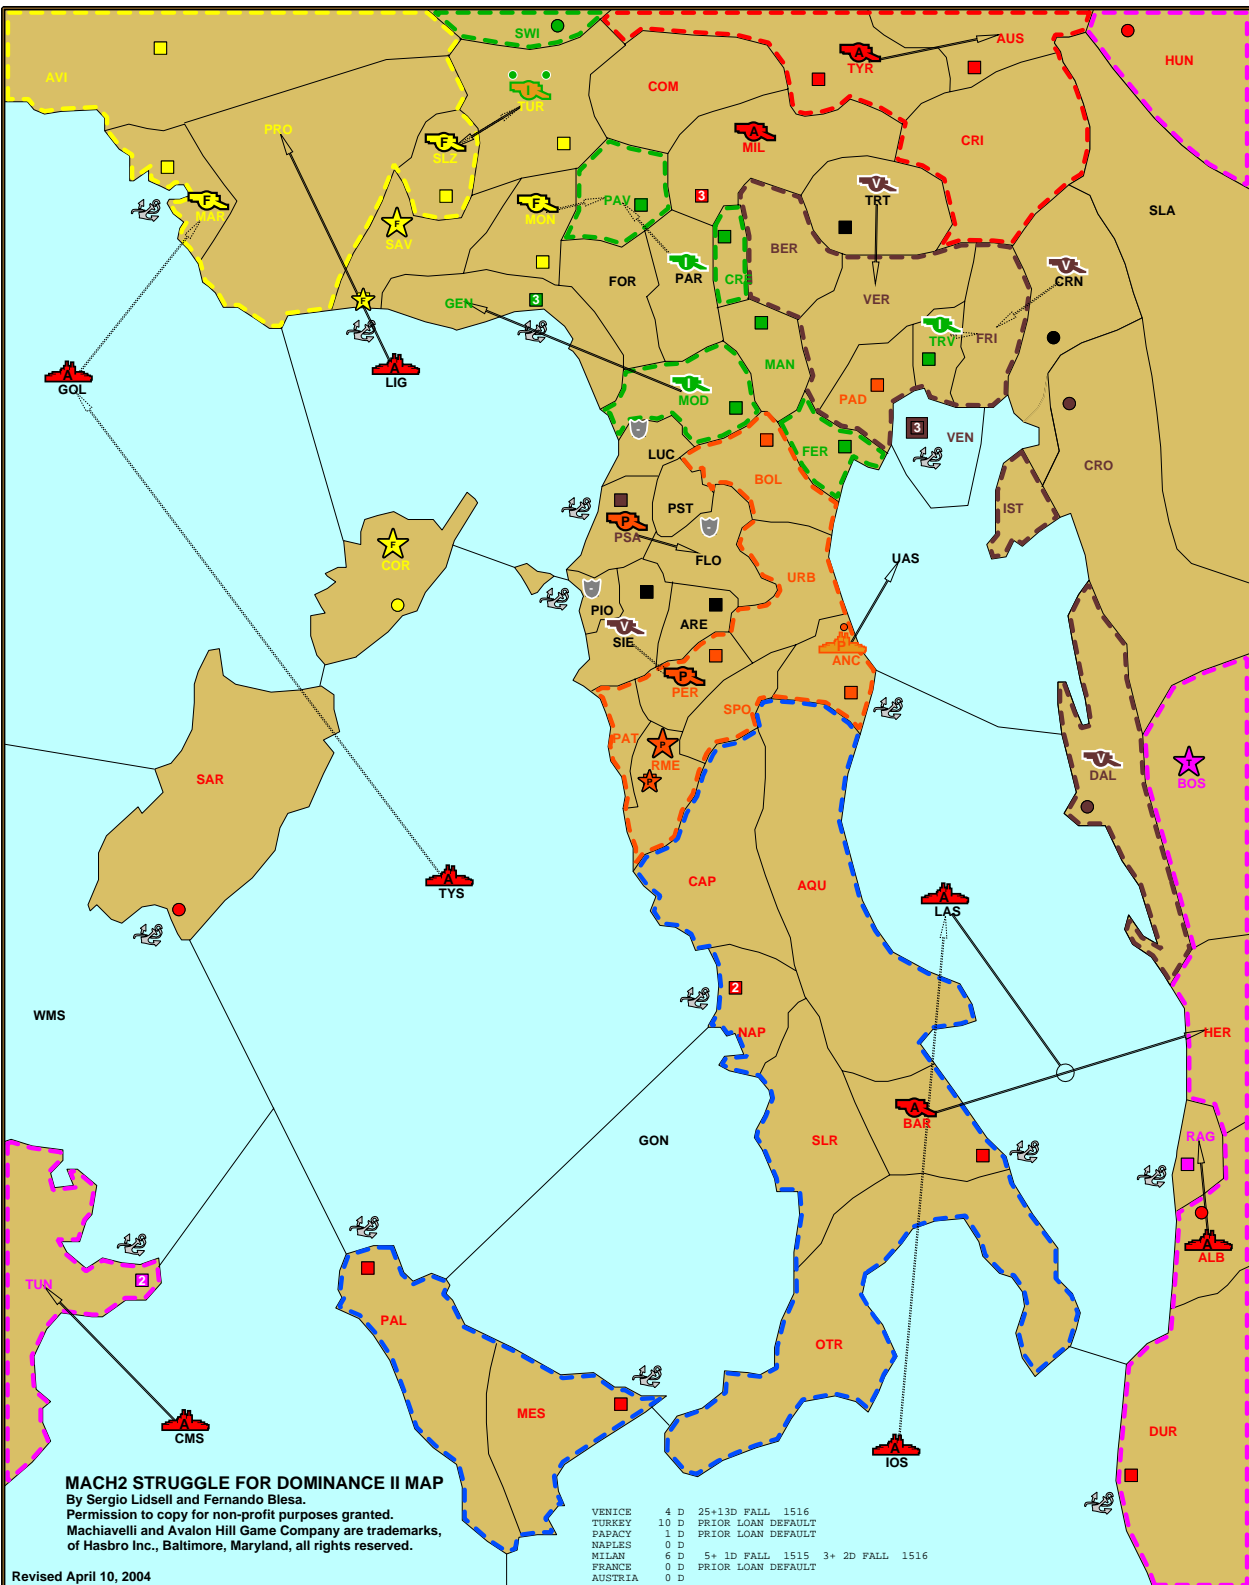 SWI
AUS
HUN
AVI
TYR
COM
TUR
PRO
MIL
CRI
F
SLZ
V
TRT
3
PAV
F
MAR
F
MON
SLA
F
SAV
BER
I
PAR
CRE
FOR
V
CRN
VER
GEN
3
F
I
TRV
FRI
MAN
A
GOL
A
LIG
I
MOD
PAD
3
VEN
FER
LUC
BOL
CRO
PST
IST
P
PSA
F
COR
FLO
UAS
URB
PIO
V
SIE
ARE
P
ANC
P
PER
SPO
PAT
P
RME
P
V
DAL
T
BOS
SAR
A
TYS
CAP
AQU
A
LAS
2
NAP
WMS
HER
A
BAR
GON
SLR
RAG
A
ALB
TUN
2
PAL
OTR
MES
A
CMS
A
IOS
DUR
MACH2 STRUGGLE FOR DOMINANCE II MAP
By Sergio Lidsell and Fernando Blesa.
Permission to copy for non-profit purposes granted.
Machiavelli and Avalon Hill Game Company are trademarks,
of Hasbro Inc., Baltimore, Maryland, all rights reserved.
Revised April 10, 2004
VENICE 4 D 25+13D FALL 1516
TURKEY 10 D PRIOR LOAN DEFAULT
PAPACY 1 D PRIOR LOAN DEFAULT
NAPLES 0 D
MILAN 6 D 5+ 1D FALL 1515 3+ 2D FALL 1516
FRANCE 0 D PRIOR LOAN DEFAULT
AUSTRIA 0 D